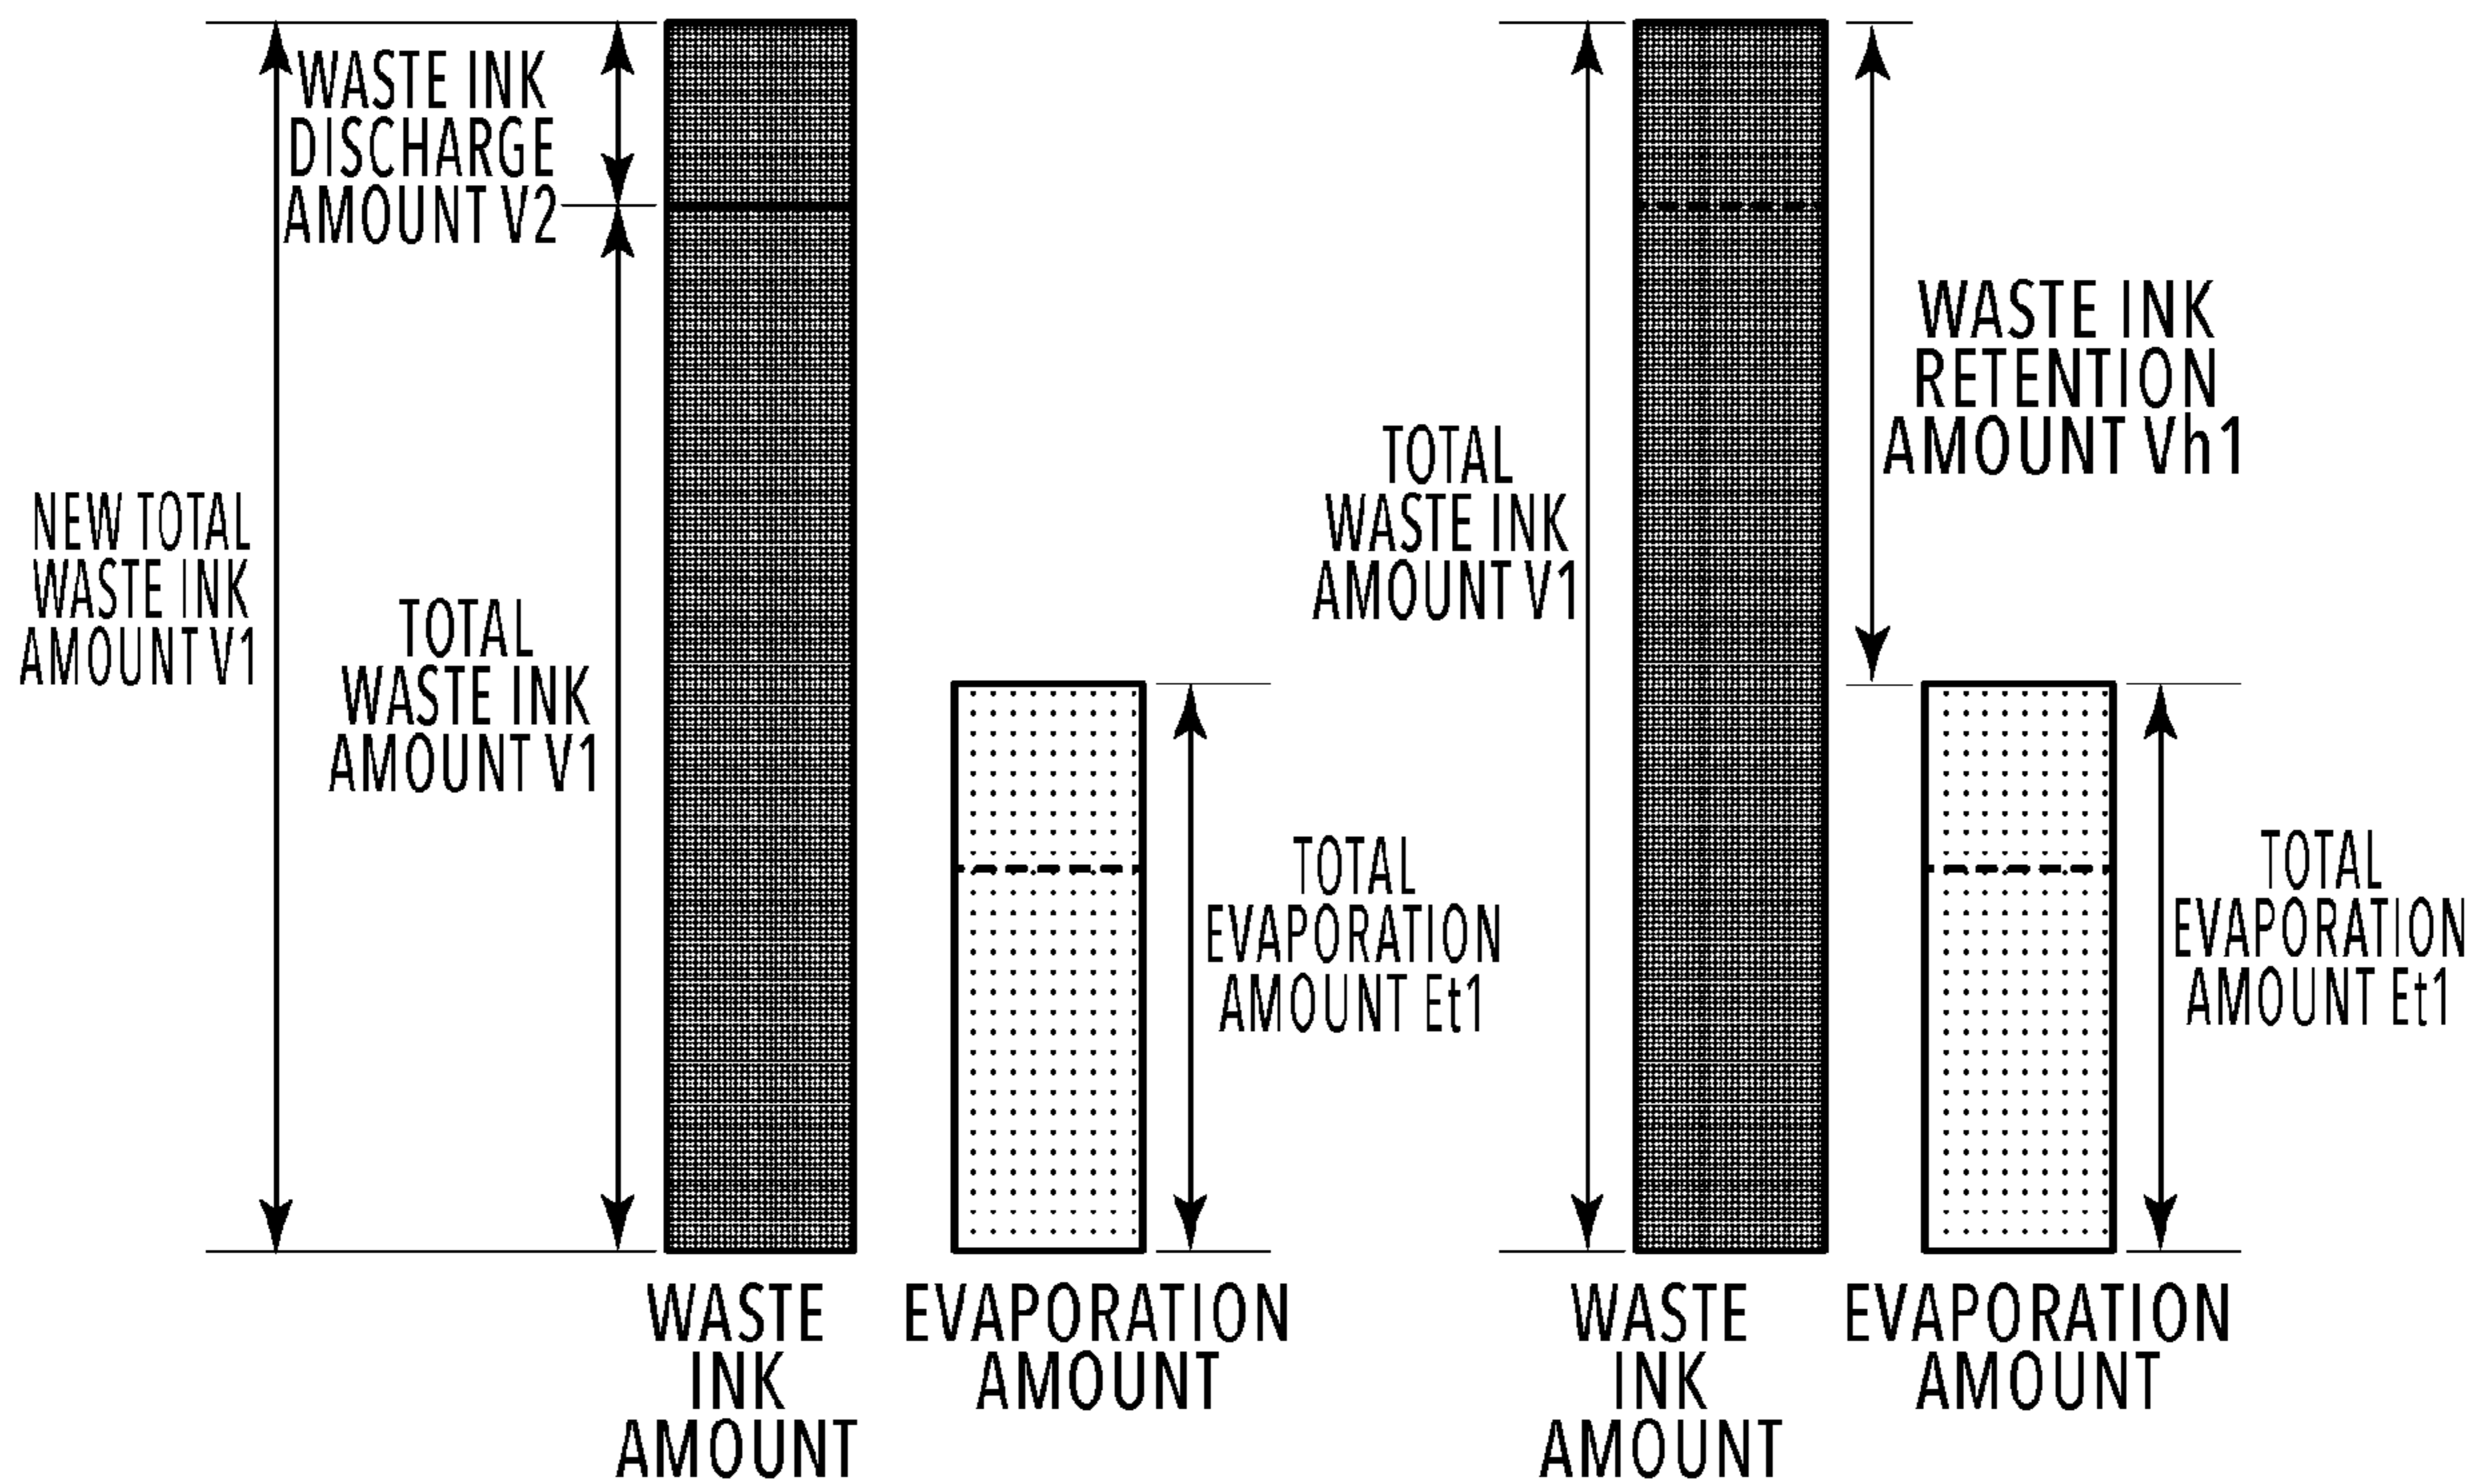 WASTE INK
DISCHARGE
AMOUNT V2
NEW TOTAL
WASTE INK
AMOUNT V1
TOTAL
WASTE INK
AMOUNT V1
TOTAL
EVAPORATION
AMOUNT Et1
WASTE
INK
AMOUNT
EVAPORATION
AMOUNT
TOTAL
WASTE INK
AMOUNT V1
WASTE INK
RETENTION
AMOUNT Vh1
TOTAL
EVAPORATION
AMOUNT Et1
WASTE
INK
AMOUNT
EVAPORATION
AMOUNT